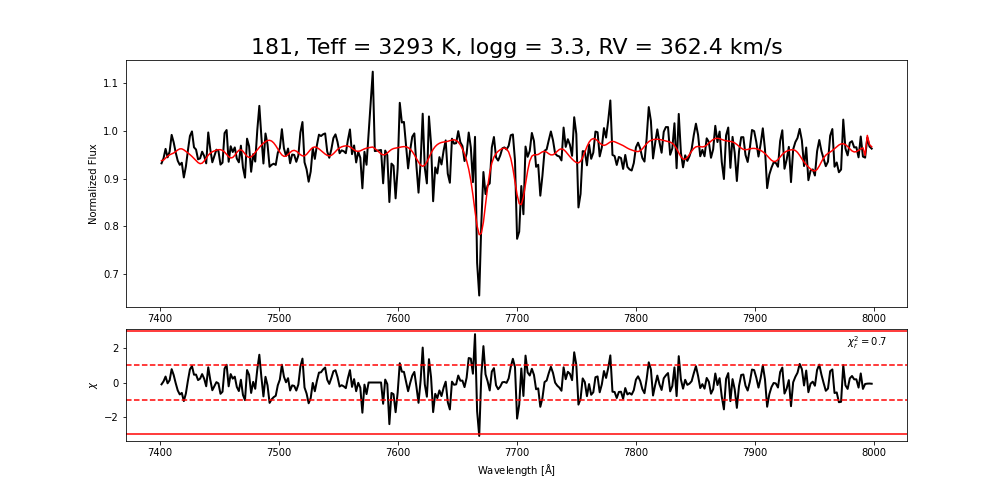 181, Teff = 3293 K, logg = 3.3, RV = 362.4 km/s
1.1
1.0
0.9
0.8
0.7
Normalized Flux
7400 7500 7600 7700 7800 7900 8000
χ²ᵣ = 0.7
2
0
−2
χ
7400 7500 7600 7700 7800 7900 8000
Wavelength [Å]